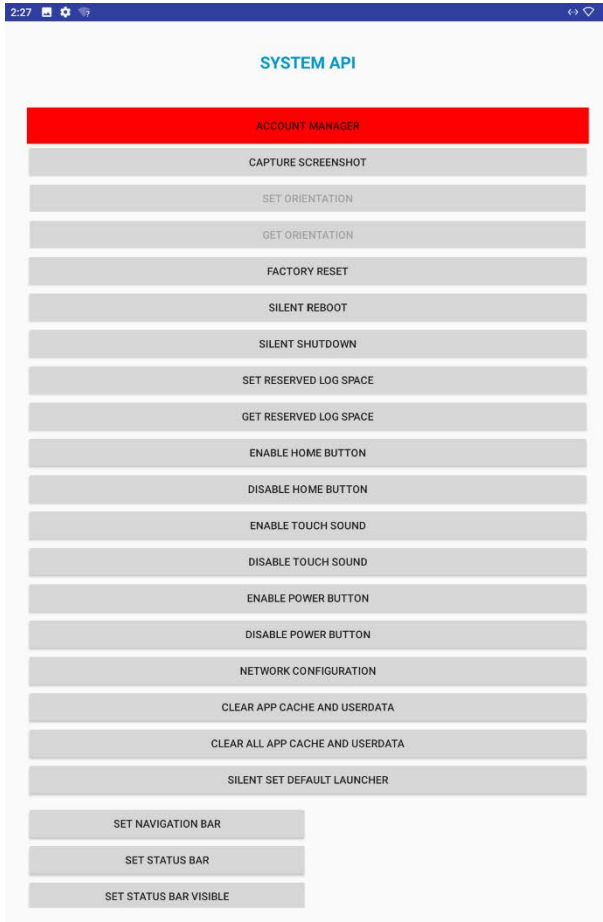 2:27
SYSTEM API
ACCOUNT MANAGER
CAPTURE SCREENSHOT
SET ORIENTATION
GET ORIENTATION
FACTORY RESET
SILENT REBOOT
SILENT SHUTDOWN
SET RESERVED LOG SPACE
GET RESERVED LOG SPACE
ENABLE HOME BUTTON
DISABLE HOME BUTTON
ENABLE TOUCH SOUND
DISABLE TOUCH SOUND
ENABLE POWER BUTTON
DISABLE POWER BUTTON
NETWORK CONFIGURATION
CLEAR APP CACHE AND USERDATA
CLEAR ALL APP CACHE AND USERDATA
SILENT SET DEFAULT LAUNCHER
SET NAVIGATION BAR
SET STATUS BAR
SET STATUS BAR VISIBLE